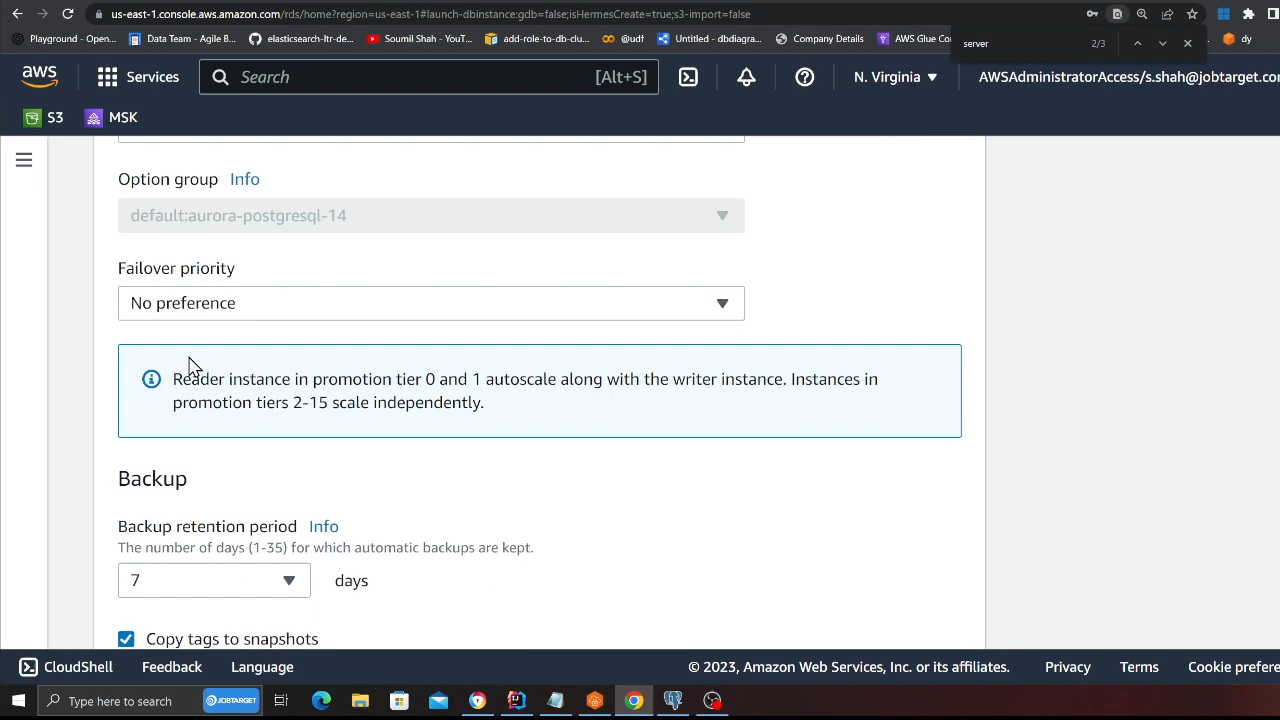 us-east-1.console.aws.amazon.com/rds/home?region=us-east-1#launch-dbinstance:gdb=false;isHermesCreate=true;s3-import=false
Playground - Open...
Data Team - Agile B...
elasticsearch-ltr-de...
Soumil Shah - YouT...
add-role-to-db-clu...
@udf
Untitled - dbdiagra...
Company Details
AWS Glue Co
dy
server
2/3
aws
Services
Search
[Alt+S]
N. Virginia
AWSAdministratorAccess/s.shah@jobtarget.com
S3
MSK
Option group Info
default:aurora-postgresql-14
Failover priority
No preference
Reader instance in promotion tier 0 and 1 autoscale along with the writer instance. Instances in
promotion tiers 2-15 scale independently.
Backup
Backup retention period Info
The number of days (1-35) for which automatic backups are kept.
7
days
Copy tags to snapshots
CloudShell
Feedback
Language
© 2023, Amazon Web Services, Inc. or its affiliates.
Privacy
Terms
Cookie prefere
Type here to search
JOBTARGET